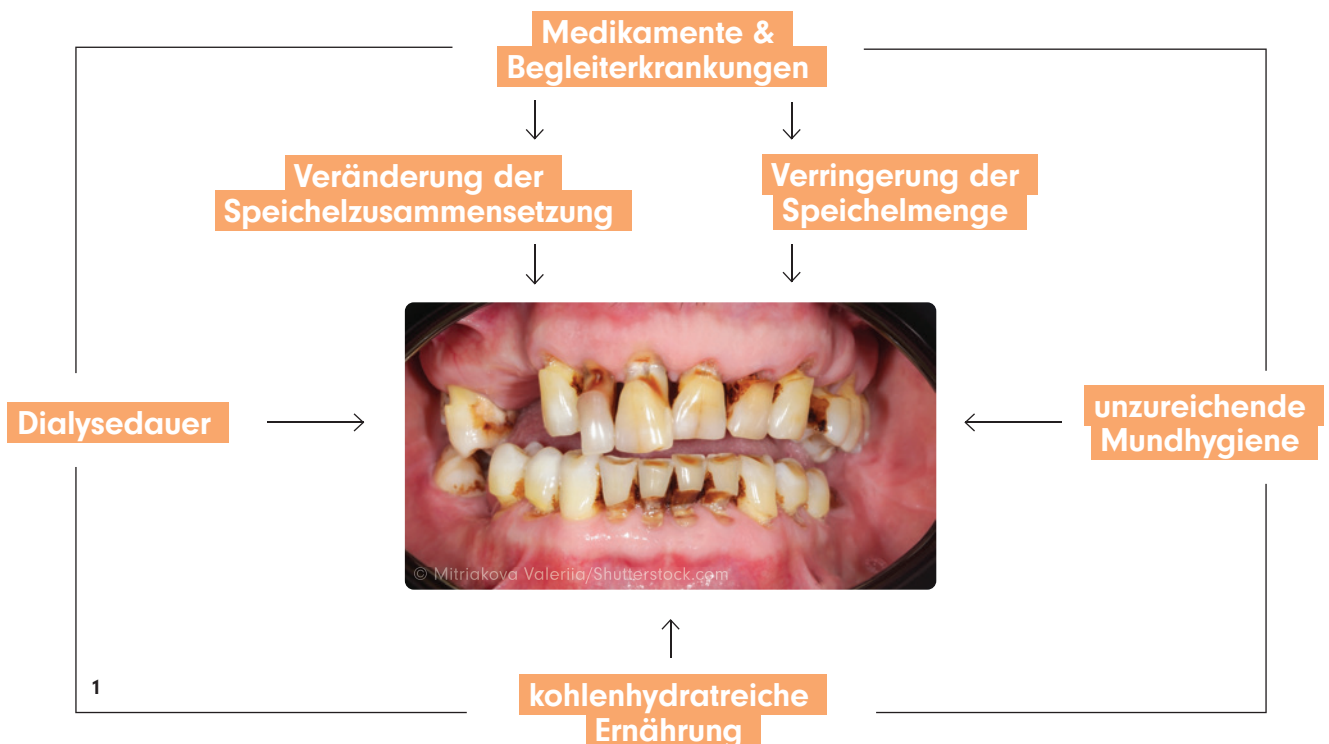 Medikamente &
Begleiterkrankungen
Veränderung der
Speichelzusammensetzung
Verringerung der
Speichelmenge
Dialysedauer
unzureichende
Mundhygiene
© Mitriakova Valeriia/Shutterstock.com
1
kohlenhydratreiche
Ernährung